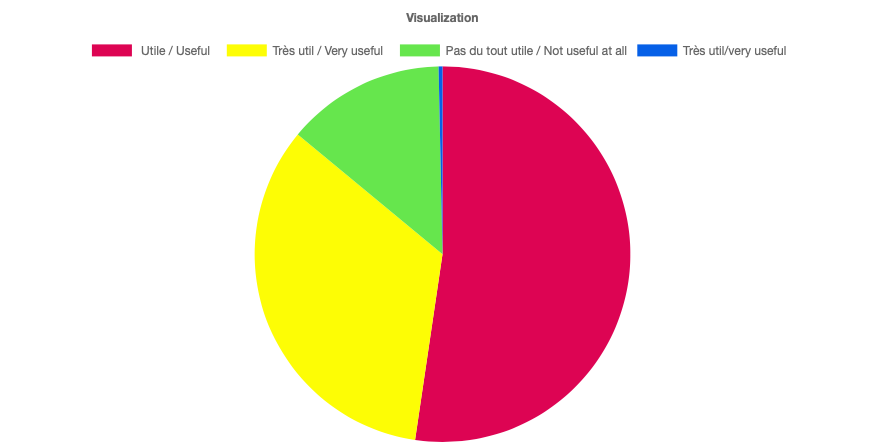 Visualization
Utile / Useful Très util / Very useful Pas du tout utile / Not useful at all Très util/very useful